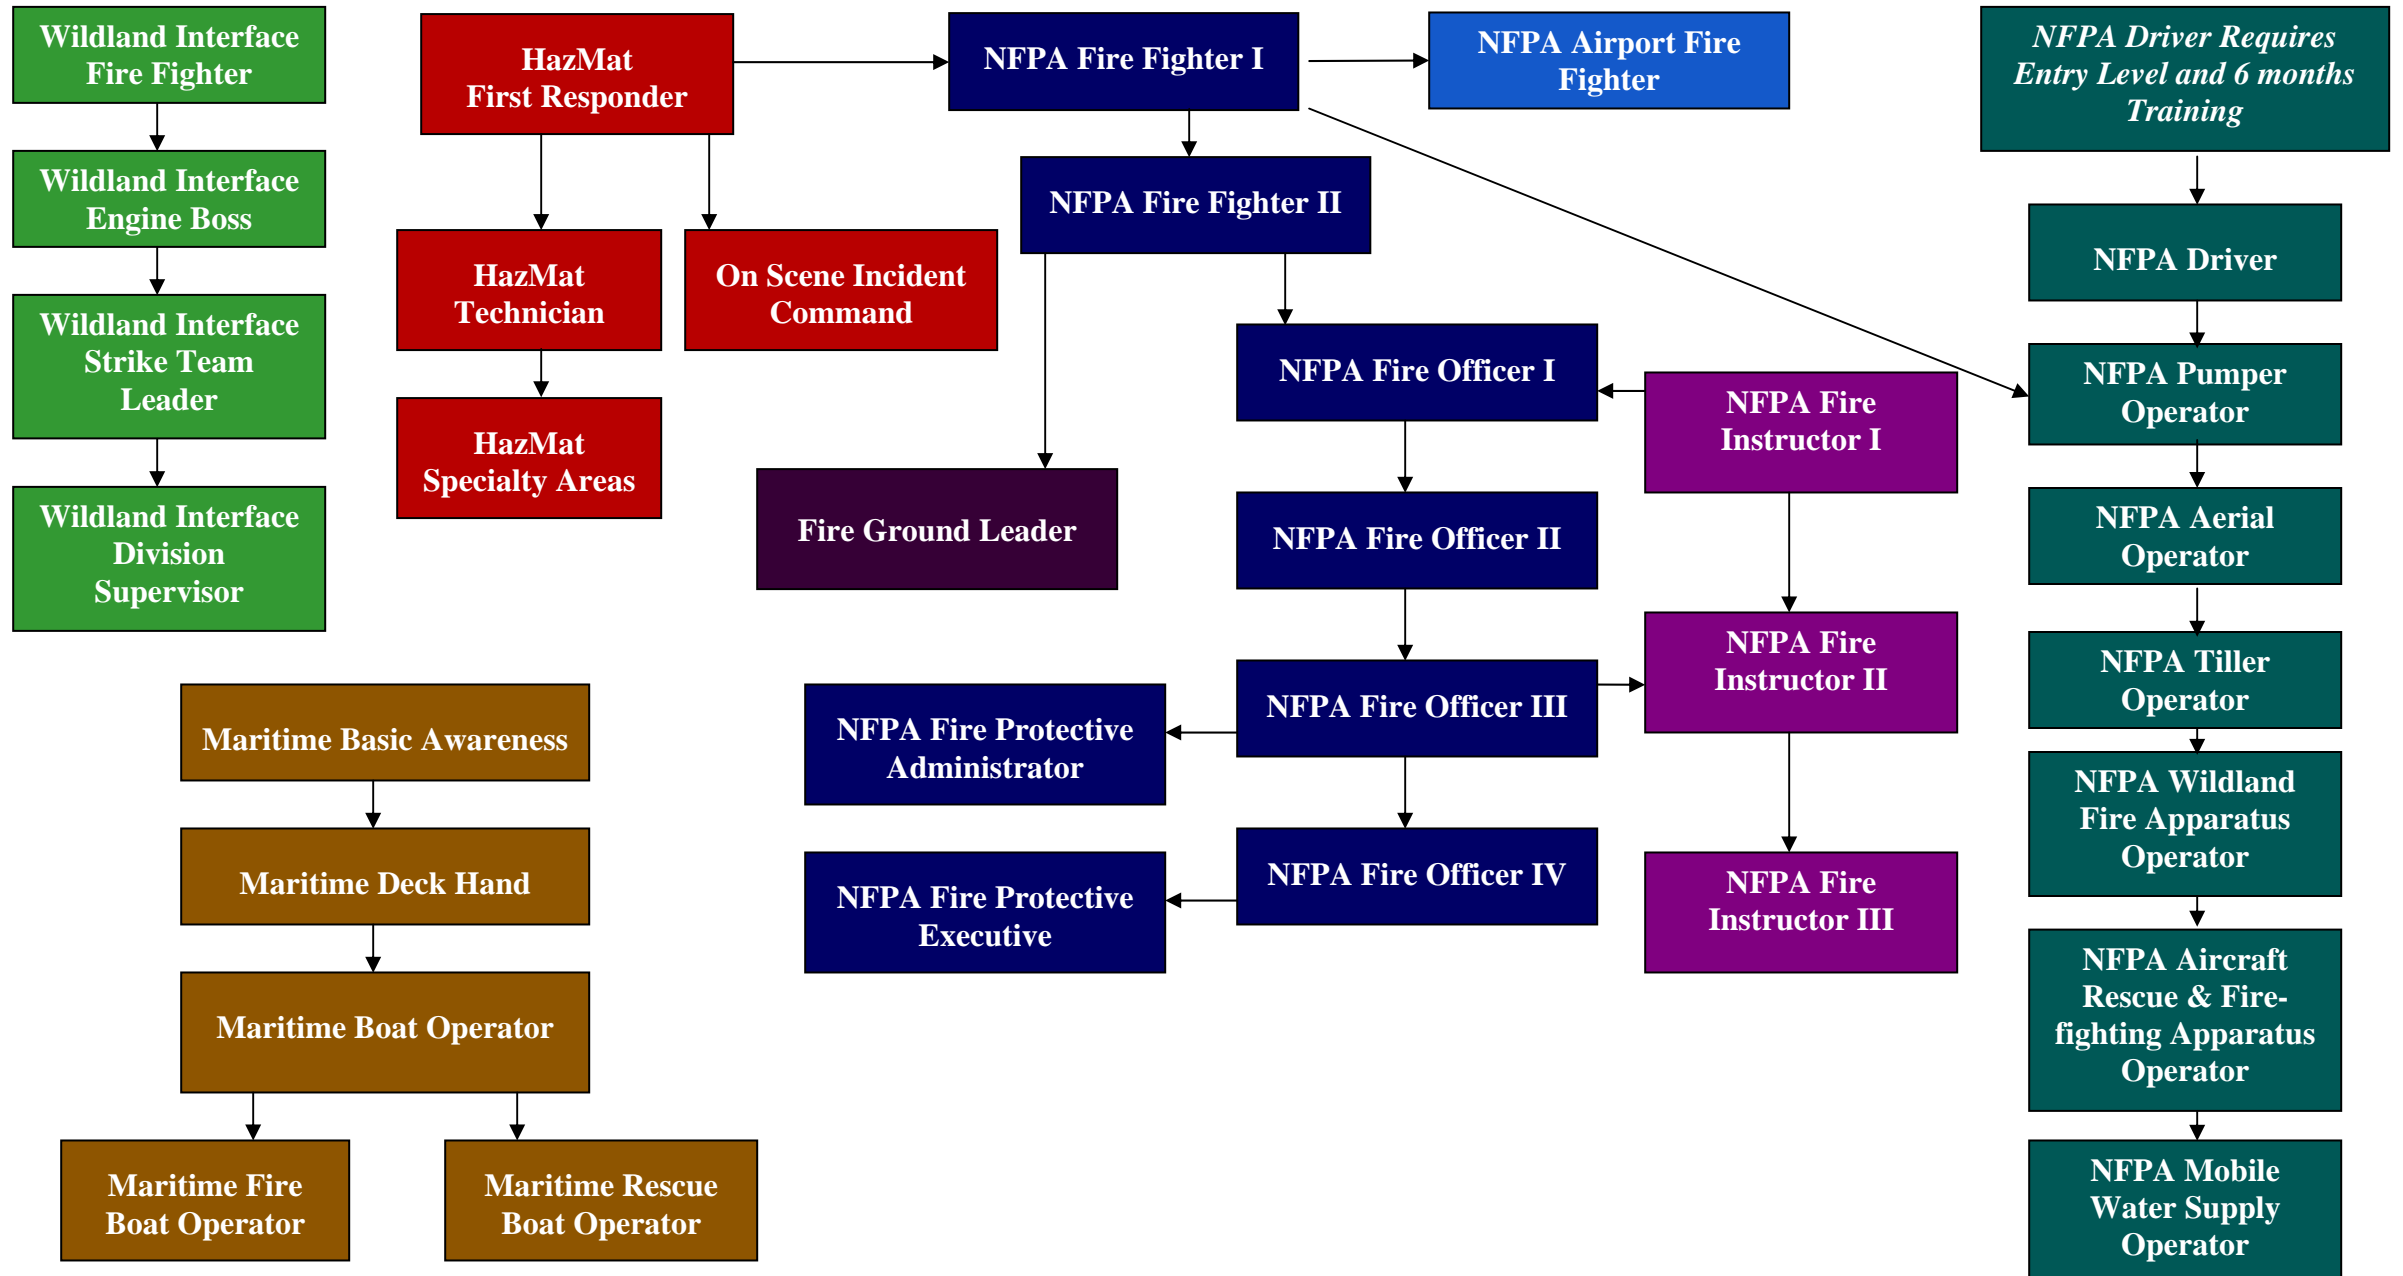 Wildland Interface
Fire Fighter
Wildland Interface
Engine Boss
Wildland Interface
Strike Team
Leader
Wildland Interface
Division
Supervisor
HazMat
First Responder
HazMat
Technician
On Scene Incident
Command
HazMat
Specialty Areas
NFPA Fire Fighter I
NFPA Airport Fire
Fighter
NFPA Fire Fighter II
NFPA Fire Officer I
NFPA Fire
Instructor I
Fire Ground Leader
NFPA Fire Officer II
NFPA Fire Officer III
NFPA Fire
Instructor II
NFPA Fire Protective
Administrator
NFPA Fire Officer IV
NFPA Fire Protective
Executive
NFPA Fire
Instructor III
NFPA Driver Requires
Entry Level and 6 months
Training
NFPA Driver
NFPA Pumper
Operator
NFPA Aerial
Operator
NFPA Tiller
Operator
NFPA Wildland
Fire Apparatus
Operator
NFPA Aircraft
Rescue & Fire-
fighting Apparatus
Operator
NFPA Mobile
Water Supply
Operator
Maritime Basic Awareness
Maritime Deck Hand
Maritime Boat Operator
Maritime Fire
Boat Operator
Maritime Rescue
Boat Operator